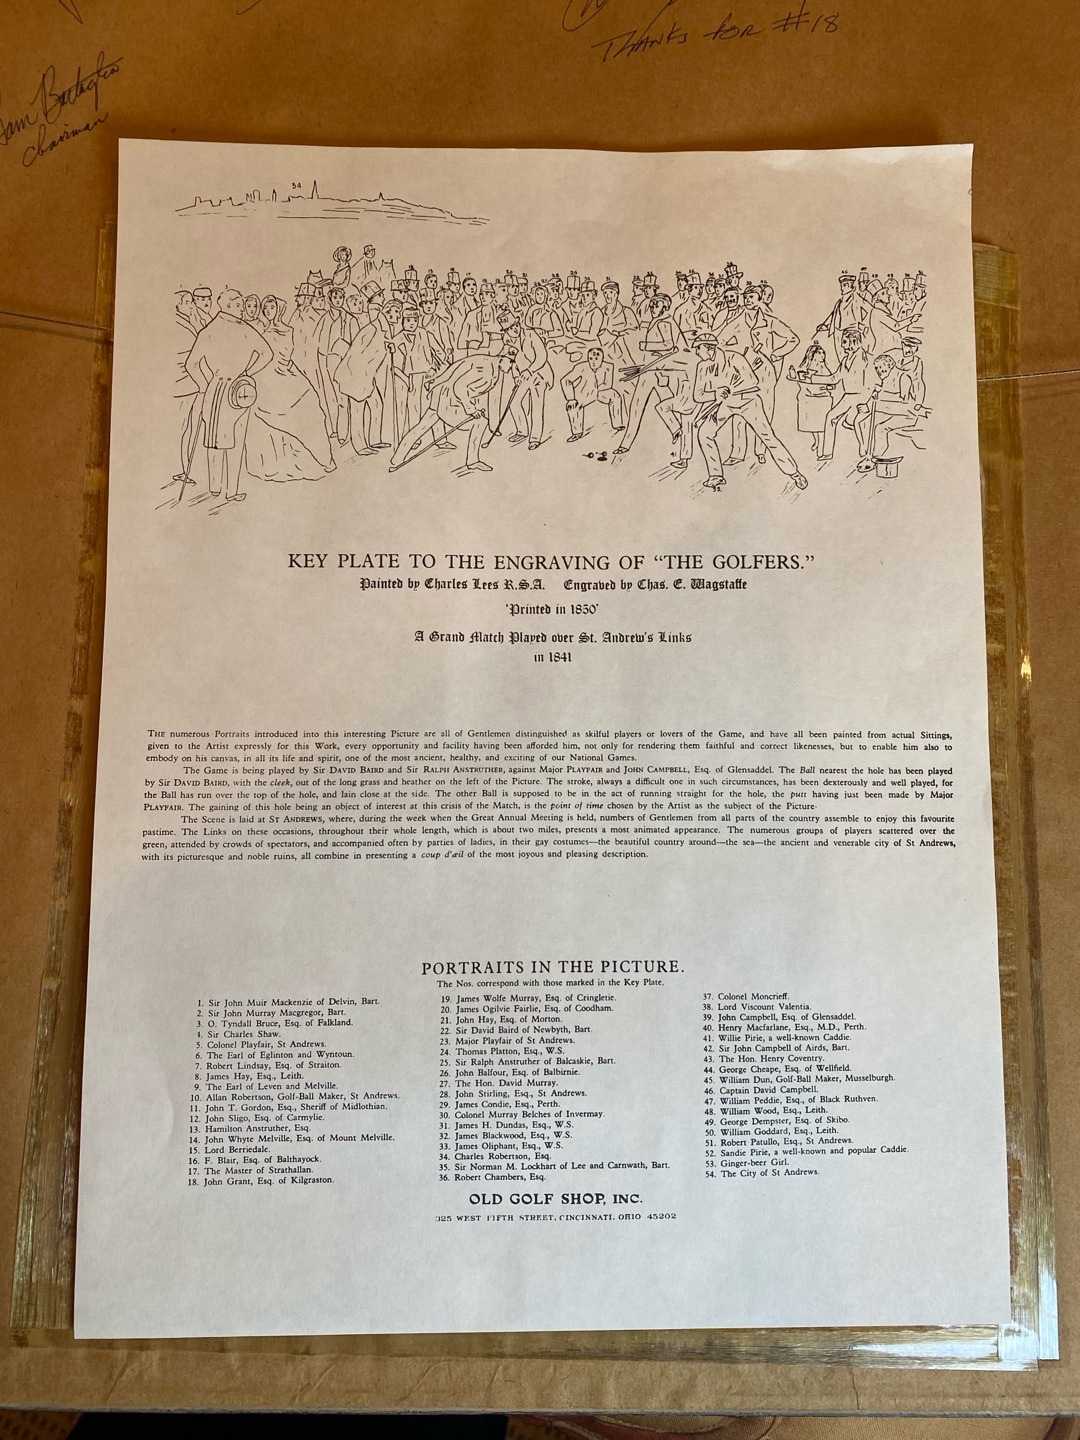 THANKS FOR #18
Sam
Chairman
54
KEY PLATE TO THE ENGRAVING OF “THE GOLFERS.”
Painted by Charles Lees R.S.A. Engraved by Chas. E. Wagstaffe
'Printed in 1850'
A Grand Match Played over St. Andrew's Links
in 1841
THE numerous Portraits introduced into this interesting Picture are all of Gentlemen distinguished as skilful players or lovers of the Game, and have all been painted from actual Sittings,
given to the Artist expressly for this Work, every opportunity and facility having been afforded him, not only for rendering them faithful and correct likenesses, but to enable him also to
embody on his canvas, in all its life and spirit, one of the most ancient, healthy, and exciting of our National Games.
The Game is being played by Sir DAVID BAIRD and Sir RALPH ANSTRUTHER, against Major PLAYFAIR and JOHN CAMPBELL, Esq. of Glensaddel. The Ball nearest the hole has been played
by Sir DAVID BAIRD, with the cleek, out of the long grass and heather on the left of the Picture. The stroke, always a difficult one in such circumstances, has been dexterously and well played, for
the Ball has run over the top of the hole, and lain close at the side. The other Ball is supposed to be in the act of running straight for the hole, the putt having just been made by Major
PLAYFAIR. The gaining of this hole being an object of interest at this crisis of the Match, is the point of time chosen by the Artist as the subject of the Picture.
The Scene is laid at ST ANDREWS, where, during the week when the Great Annual Meeting is held, numbers of Gentlemen from all parts of the country assemble to enjoy this favourite
pastime. The Links on these occasions, throughout their whole length, which is about two miles, presents a most animated appearance. The numerous groups of players scattered over the
green, attended by crowds of spectators, and accompanied often by parties of ladies, in their gay costumes—the beautiful country around—the sea—the ancient and venerable city of St Andrews,
with its picturesque and noble ruins, all combine in presenting a coup d'œil of the most joyous and pleasing description.
PORTRAITS IN THE PICTURE.
The Nos. correspond with those marked in the Key Plate.
1. Sir John Muir Mackenzie of Delvin, Bart.
2. Sir John Murray Macgregor, Bart.
3. O. Tyndall Bruce, Esq. of Falkland.
4. Sir Charles Shaw.
5. Colonel Playfair, St Andrews.
6. The Earl of Eglinton and Wyntoun.
7. Robert Lindsay, Esq. of Straiton.
8. James Hay, Esq., Leith.
9. The Earl of Leven and Melville.
10. Allan Robertson, Golf-Ball Maker, St Andrews.
11. John T. Gordon, Esq., Sheriff of Midlothian.
12. John Sligo, Esq. of Carmylie.
13. Hamilton Anstruther, Esq.
14. John Whyte Melville, Esq. of Mount Melville.
15. Lord Berriedale.
16. F. Blair, Esq. of Balthayock.
17. The Master of Strathallan.
18. John Grant, Esq. of Kilgraston.
19. James Wolfe Murray, Esq. of Cringletie.
20. James Ogilvie Fairlie, Esq. of Coodham.
21. John Hay, Esq. of Morton.
22. Sir David Baird of Newbyth, Bart.
23. Major Playfair of St Andrews.
24. Thomas Platton, Esq., W.S.
25. Sir Ralph Anstruther of Balcaskie, Bart.
26. John Balfour, Esq. of Balbirnie.
27. The Hon. David Murray.
28. John Stirling, Esq., St Andrews.
29. James Condie, Esq., Perth.
30. Colonel Murray Belches of Invermay.
31. James H. Dundas, Esq., W.S.
32. James Blackwood, Esq., W.S.
33. James Oliphant, Esq., W.S.
34. Charles Robertson, Esq.
35. Sir Norman M. Lockhart of Lee and Carnwath, Bart.
36. Robert Chambers, Esq.
37. Colonel Moncrieff.
38. Lord Viscount Valentia.
39. John Campbell, Esq. of Glensaddel.
40. Henry Macfarlane, Esq., M.D., Perth.
41. Willie Pirie, a well-known Caddie.
42. Sir John Campbell of Airds, Bart.
43. The Hon. Henry Coventry.
44. George Cheape, Esq. of Wellfield.
45. William Dun, Golf-Ball Maker, Musselburgh.
46. Captain David Campbell.
47. William Peddie, Esq., of Black Ruthven.
48. William Wood, Esq., Leith.
49. George Dempster, Esq. of Skibo.
50. William Goddard, Esq., Leith.
51. Robert Patullo, Esq., St Andrews.
52. Sandie Pirie, a well-known and popular Caddie.
53. Ginger-beer Girl.
54. The City of St Andrews.
OLD GOLF SHOP, INC.
325 WEST FIFTH STREET, CINCINNATI, OHIO 45202